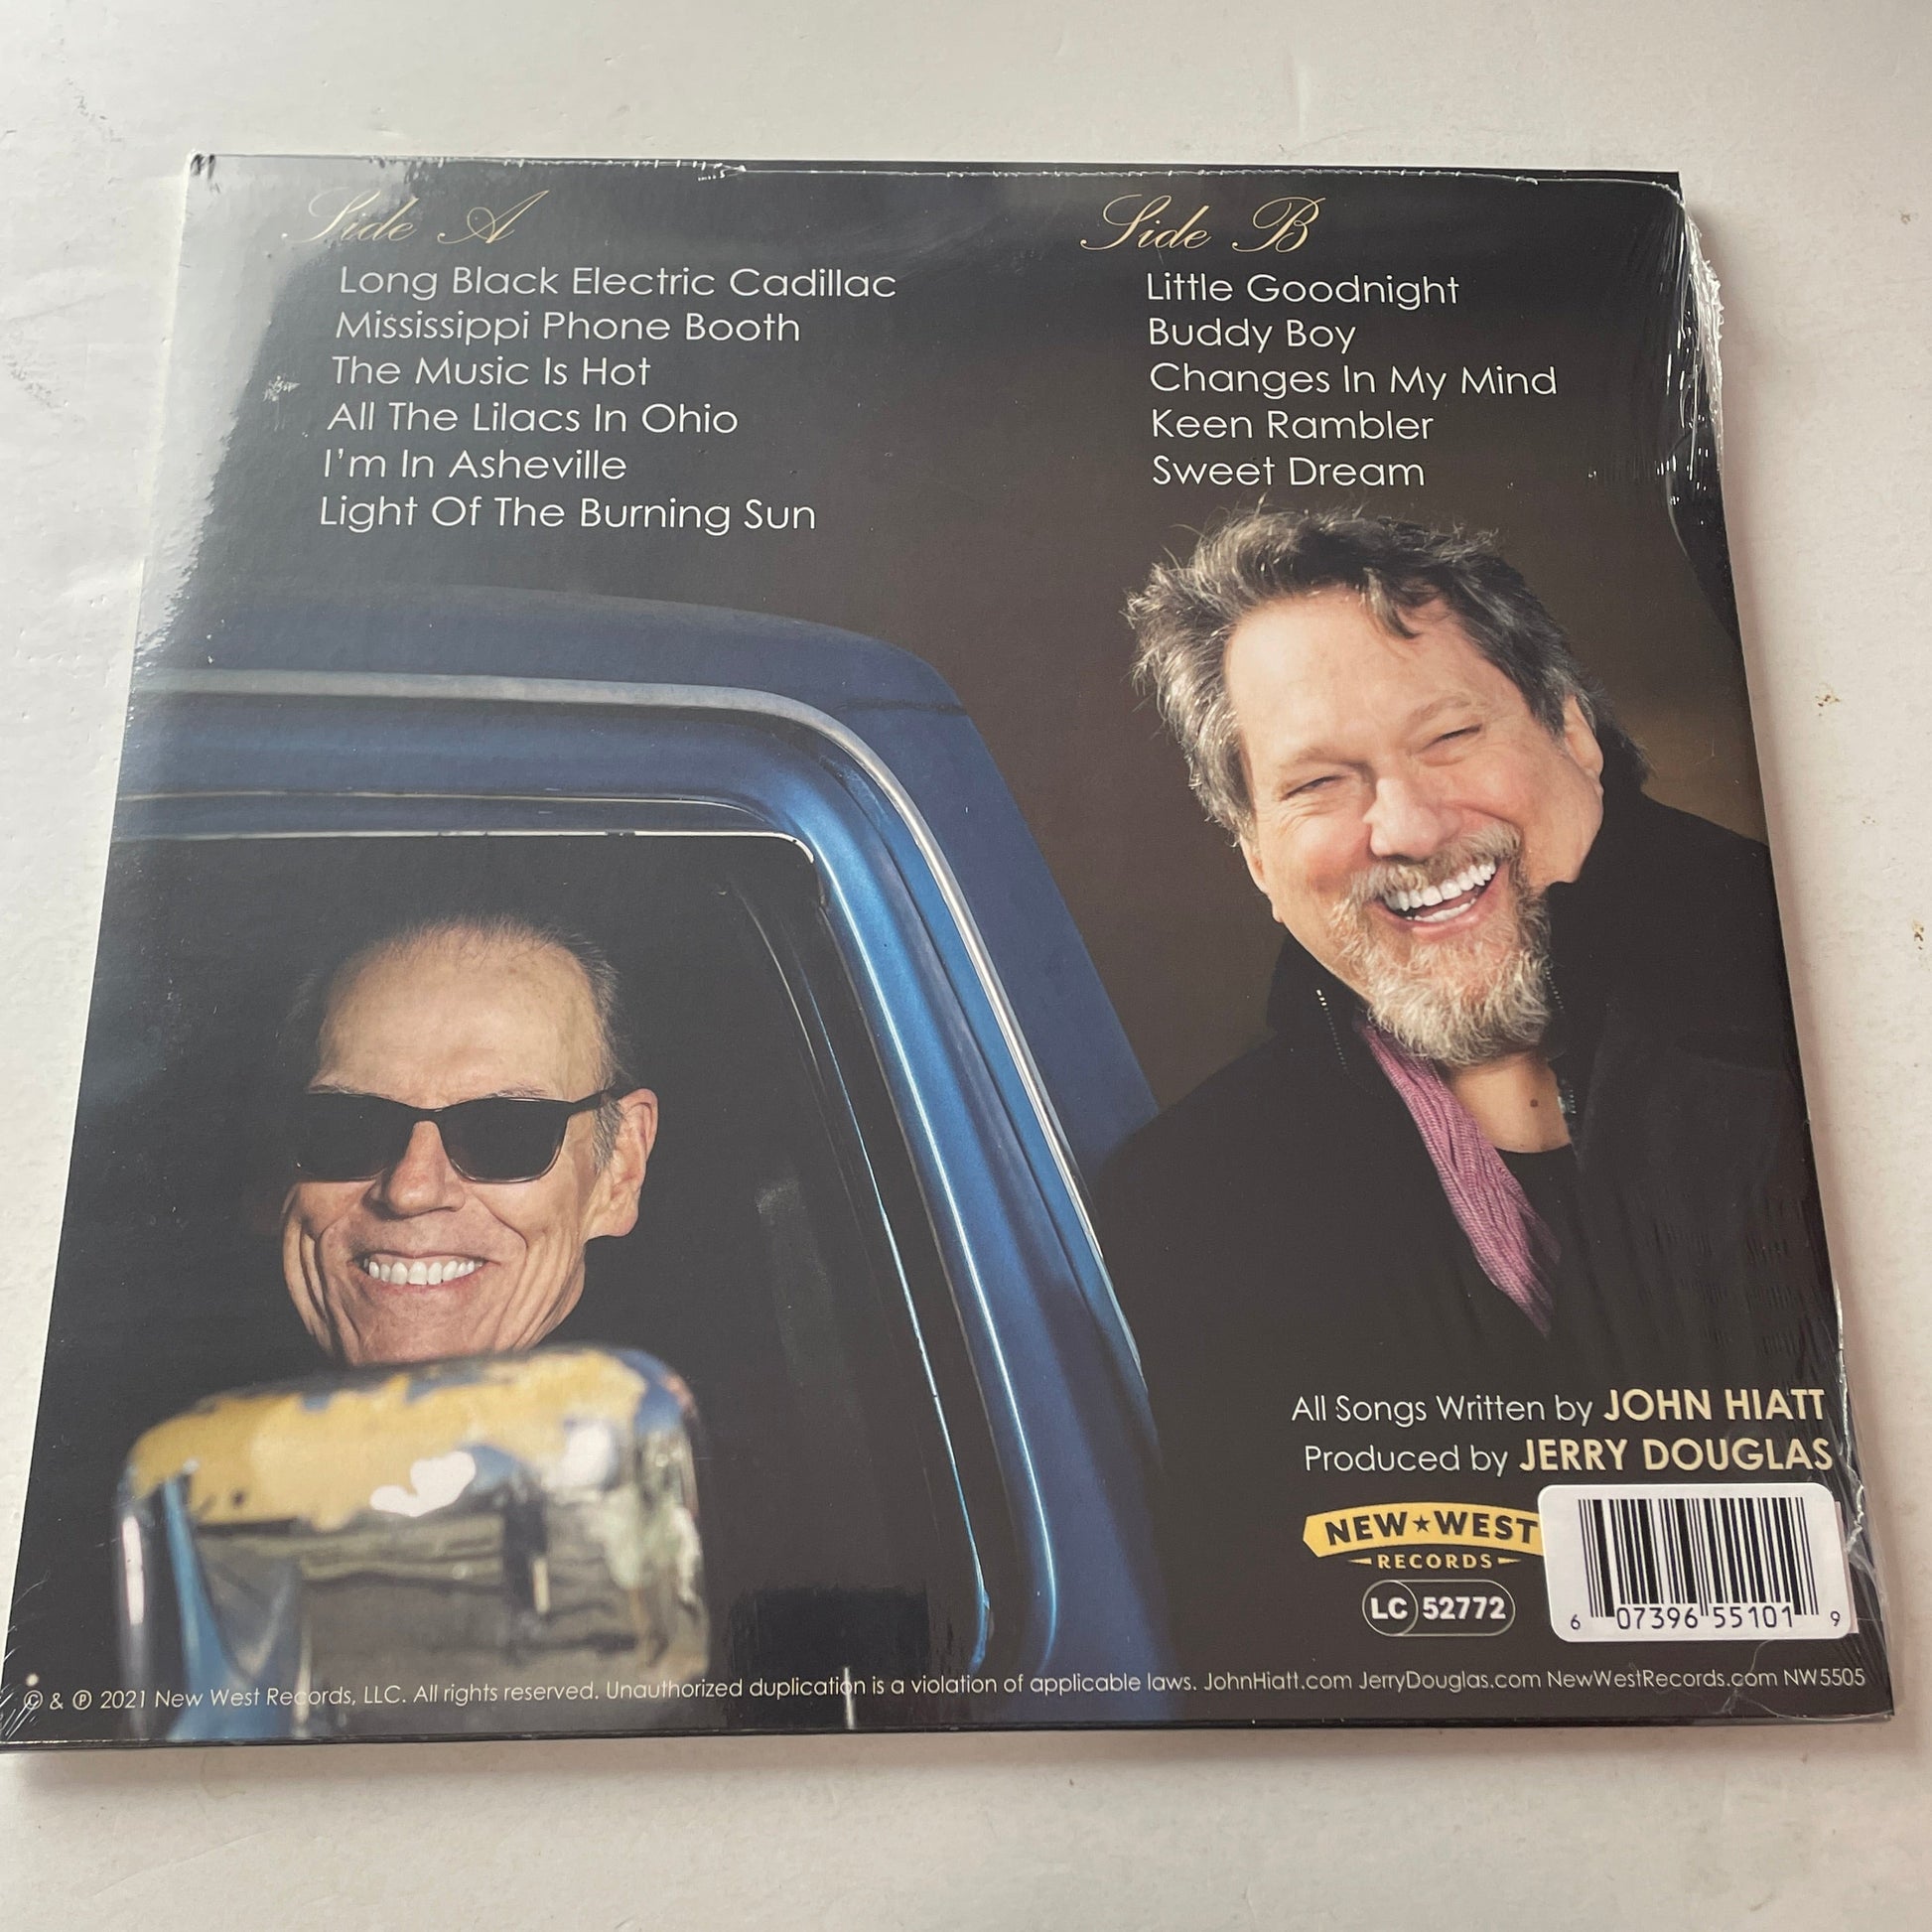 Side A
Long Black Electric Cadillac
Mississippi Phone Booth
The Music Is Hot
All The Lilacs In Ohio
I'm In Asheville
Light Of The Burning Sun
Side B
Little Goodnight
Buddy Boy
Changes In My Mind
Keen Rambler
Sweet Dream
All Songs Written by JOHN HIATT
Produced by JERRY DOUGLAS
NEW★WEST
RECORDS
LC 52772
6 07396 55101 9
© & ℗ 2021 New West Records, LLC. All rights reserved. Unauthorized duplication is a violation of applicable laws. JohnHiatt.com JerryDouglas.com NewWestRecords.com NW5505